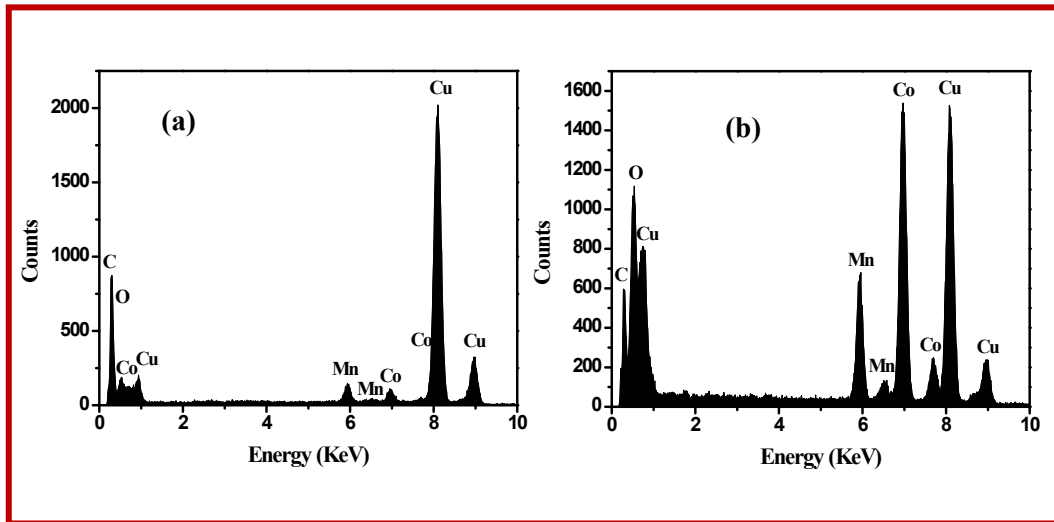 (a)
Counts
2000
1500
1000
500
0
C
O
Co
Cu
Mn
Mn
Co
Co
Cu
Cu
0 2 4 6 8 10
Energy (KeV)
(b)
Counts
1600
1400
1200
1000
800
600
400
200
0
C
O
Cu
Mn
Mn
Co
Co
Cu
Cu
0 2 4 6 8 10
Energy (KeV)